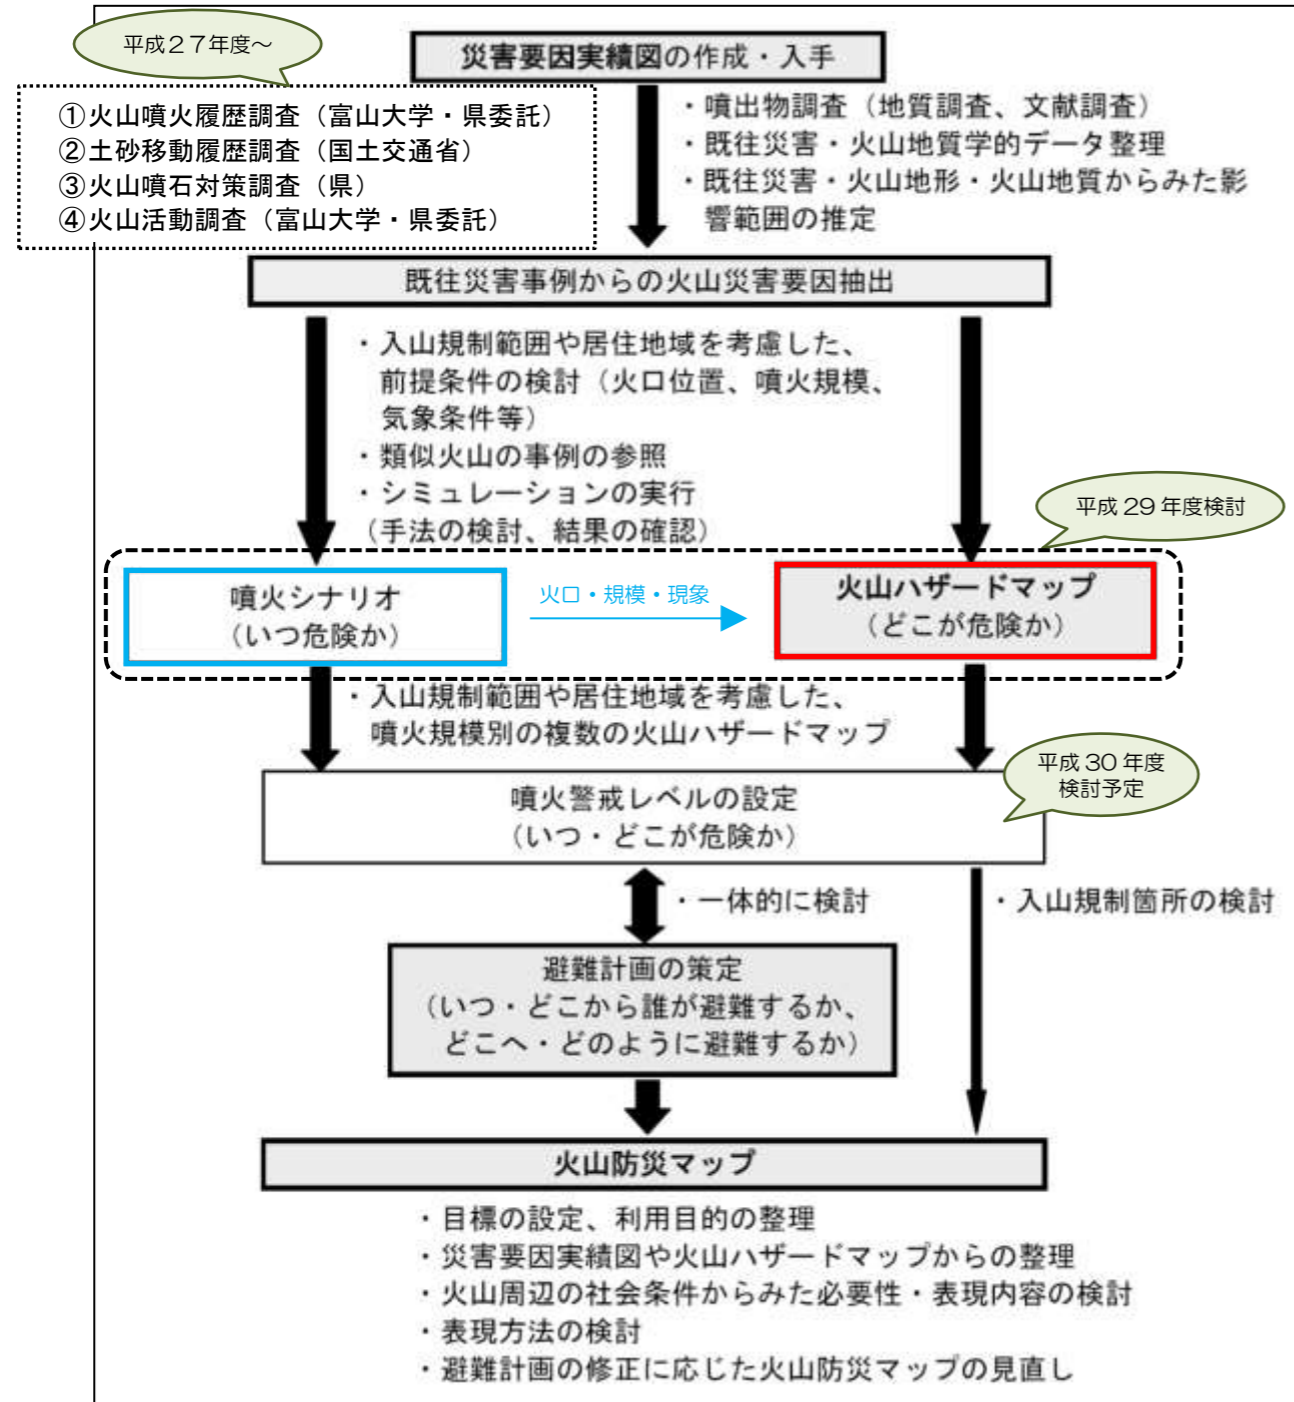 平成２７年度～
災害要因実績図の作成・入手
①火山噴火履歴調査（富山大学・県委託）
②土砂移動履歴調査（国土交通省）
③火山噴石対策調査（県）
④火山活動調査（富山大学・県委託）
・噴出物調査（地質調査、文献調査）
・既往災害・火山地質学的データ整理
・既往災害・火山地形・火山地質からみた影
響範囲の推定
既往災害事例からの火山災害要因抽出
・入山規制範囲や居住地域を考慮した、
前提条件の検討（火口位置、噴火規模、
気象条件等）
・類似火山の事例の参照
・シミュレーションの実行
（手法の検討、結果の確認）
平成 29 年度検討
噴火シナリオ
（いつ危険か）
火口・規模・現象
火山ハザードマップ
（どこが危険か）
・入山規制範囲や居住地域を考慮した、
噴火規模別の複数の火山ハザードマップ
平成 30 年度
検討予定
噴火警戒レベルの設定
（いつ・どこが危険か）
・一体的に検討
・入山規制箇所の検討
避難計画の策定
（いつ・どこから誰が避難するか、
どこへ・どのように避難するか）
火山防災マップ
・目標の設定、利用目的の整理
・災害要因実績図や火山ハザードマップからの整理
・火山周辺の社会条件からみた必要性・表現内容の検討
・表現方法の検討
・避難計画の修正に応じた火山防災マップの見直し